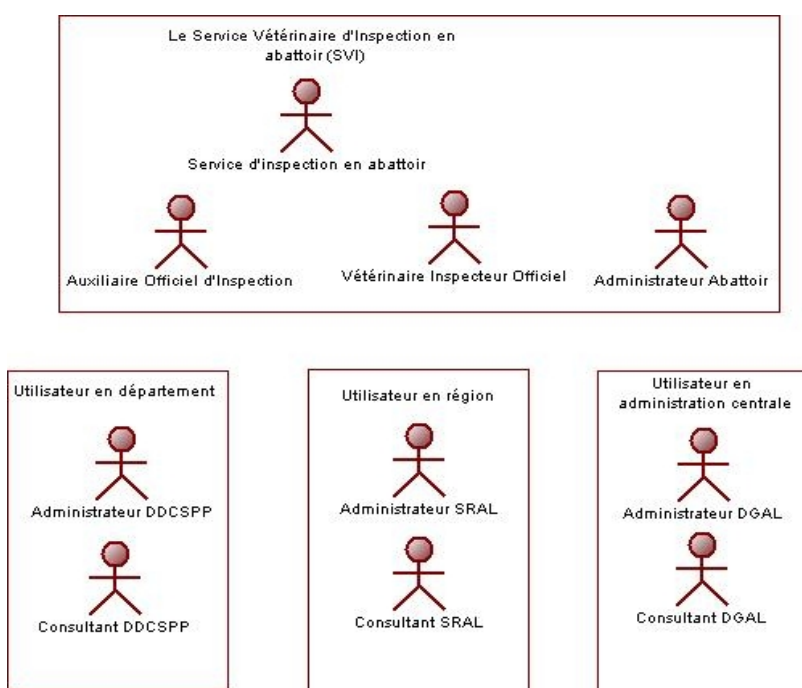 Le Service Vétérinaire d'Inspection en
abattoir (SVI)
Service d'inspection en abattoir
Auxiliaire Officiel d'Inspection
Vétérinaire Inspecteur Officiel
Administrateur Abattoir
Utilisateur en département
Administrateur DDCSPP
Consultant DDCSPP
Utilisateur en région
Administrateur SRAL
Consultant SRAL
Utilisateur en
administration centrale
Administrateur DGAL
Consultant DGAL